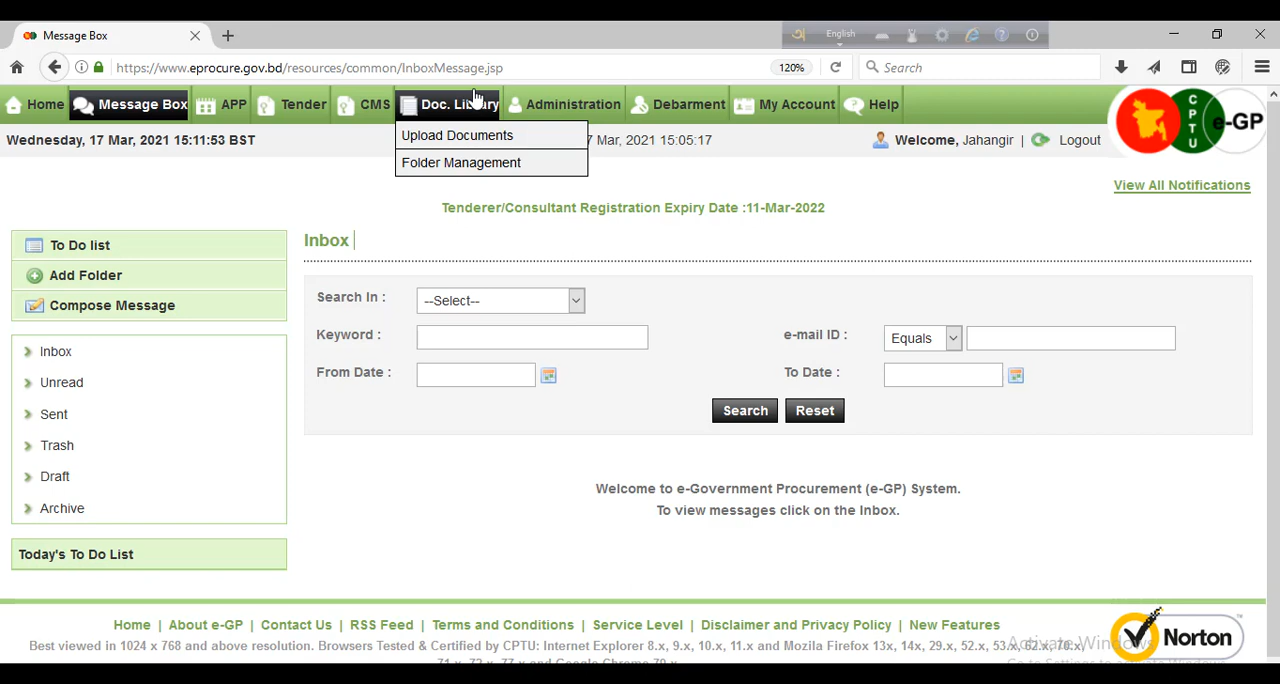 Message Box
English
https://www.eprocure.gov.bd/resources/common/InboxMessage.jsp
120%
Search
Home Message Box APP Tender CMS Doc. Library Administration Debarment My Account Help
CPTU e-GP
Wednesday, 17 Mar, 2021 15:11:53 BST
Upload Documents
7 Mar, 2021 15:05:17
Welcome, Jahangir | Logout
Folder Management
View All Notifications
Tenderer/Consultant Registration Expiry Date :11-Mar-2022
To Do list
Add Folder
Compose Message
Inbox
Unread
Sent
Trash
Draft
Archive
Today's To Do List
Inbox
Search In :
--Select--
Keyword :
e-mail ID :
Equals
From Date :
To Date :
Search
Reset
Welcome to e-Government Procurement (e-GP) System.
To view messages click on the Inbox.
Home | About e-GP | Contact Us | RSS Feed | Terms and Conditions | Service Level | Disclaimer and Privacy Policy | New Features
Best viewed in 1024 x 768 and above resolution. Browsers Tested & Certified by CPTU: Internet Explorer 8.x, 9.x, 10.x, 11.x and Mozilla Firefox 13x, 14x, 29.x, 52.x, 53.x, 62.x, 70.x,
Norton
Activate Windows